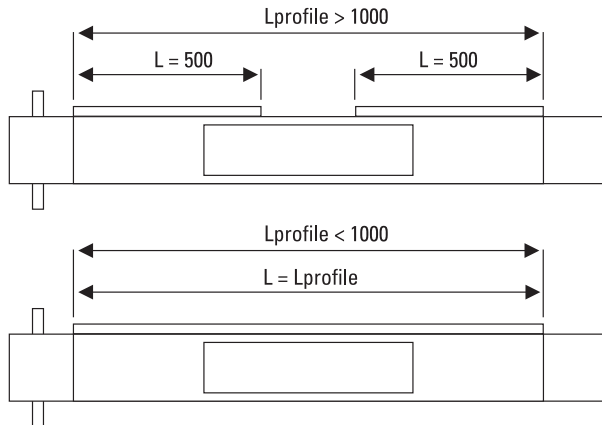 Lprofile > 1000
L = 500 L = 500
Lprofile < 1000
L = Lprofile